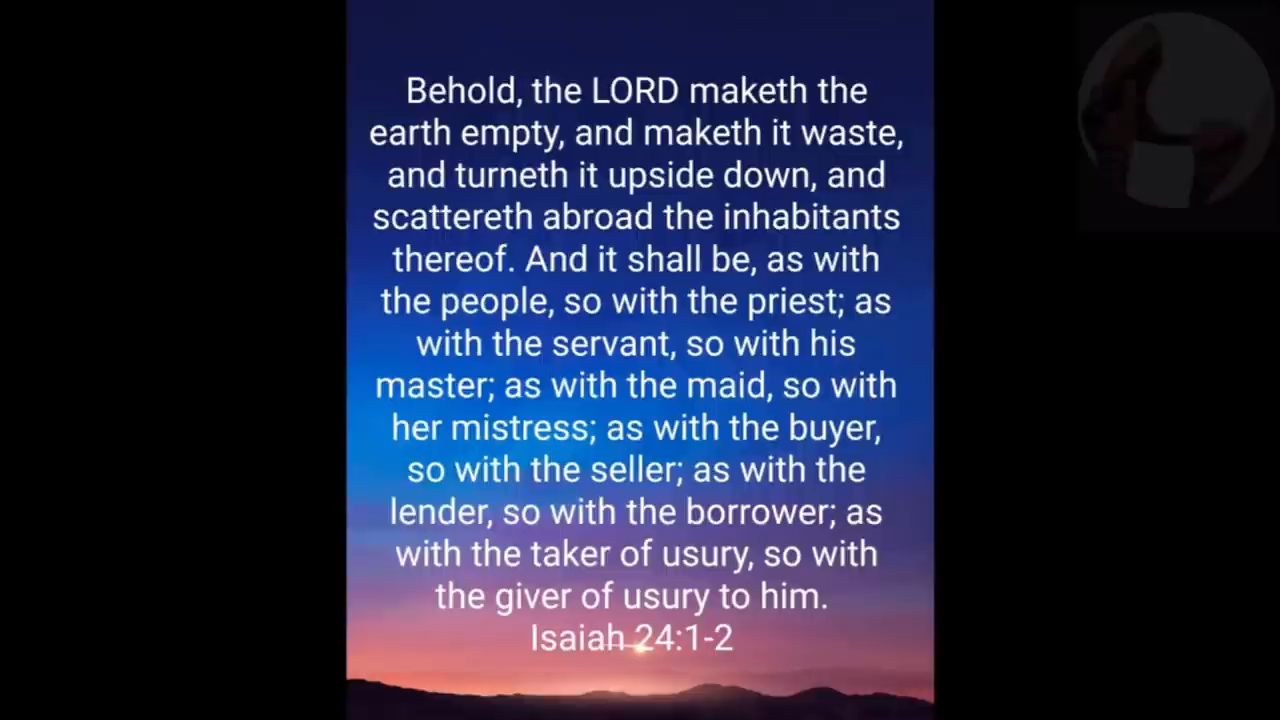 Behold, the LORD maketh the
earth empty, and maketh it waste,
and turneth it upside down, and
scattereth abroad the inhabitants
thereof. And it shall be, as with
the people, so with the priest; as
with the servant, so with his
master; as with the maid, so with
her mistress; as with the buyer,
so with the seller; as with the
lender, so with the borrower; as
with the taker of usury, so with
the giver of usury to him.
Isaiah 24:1-2